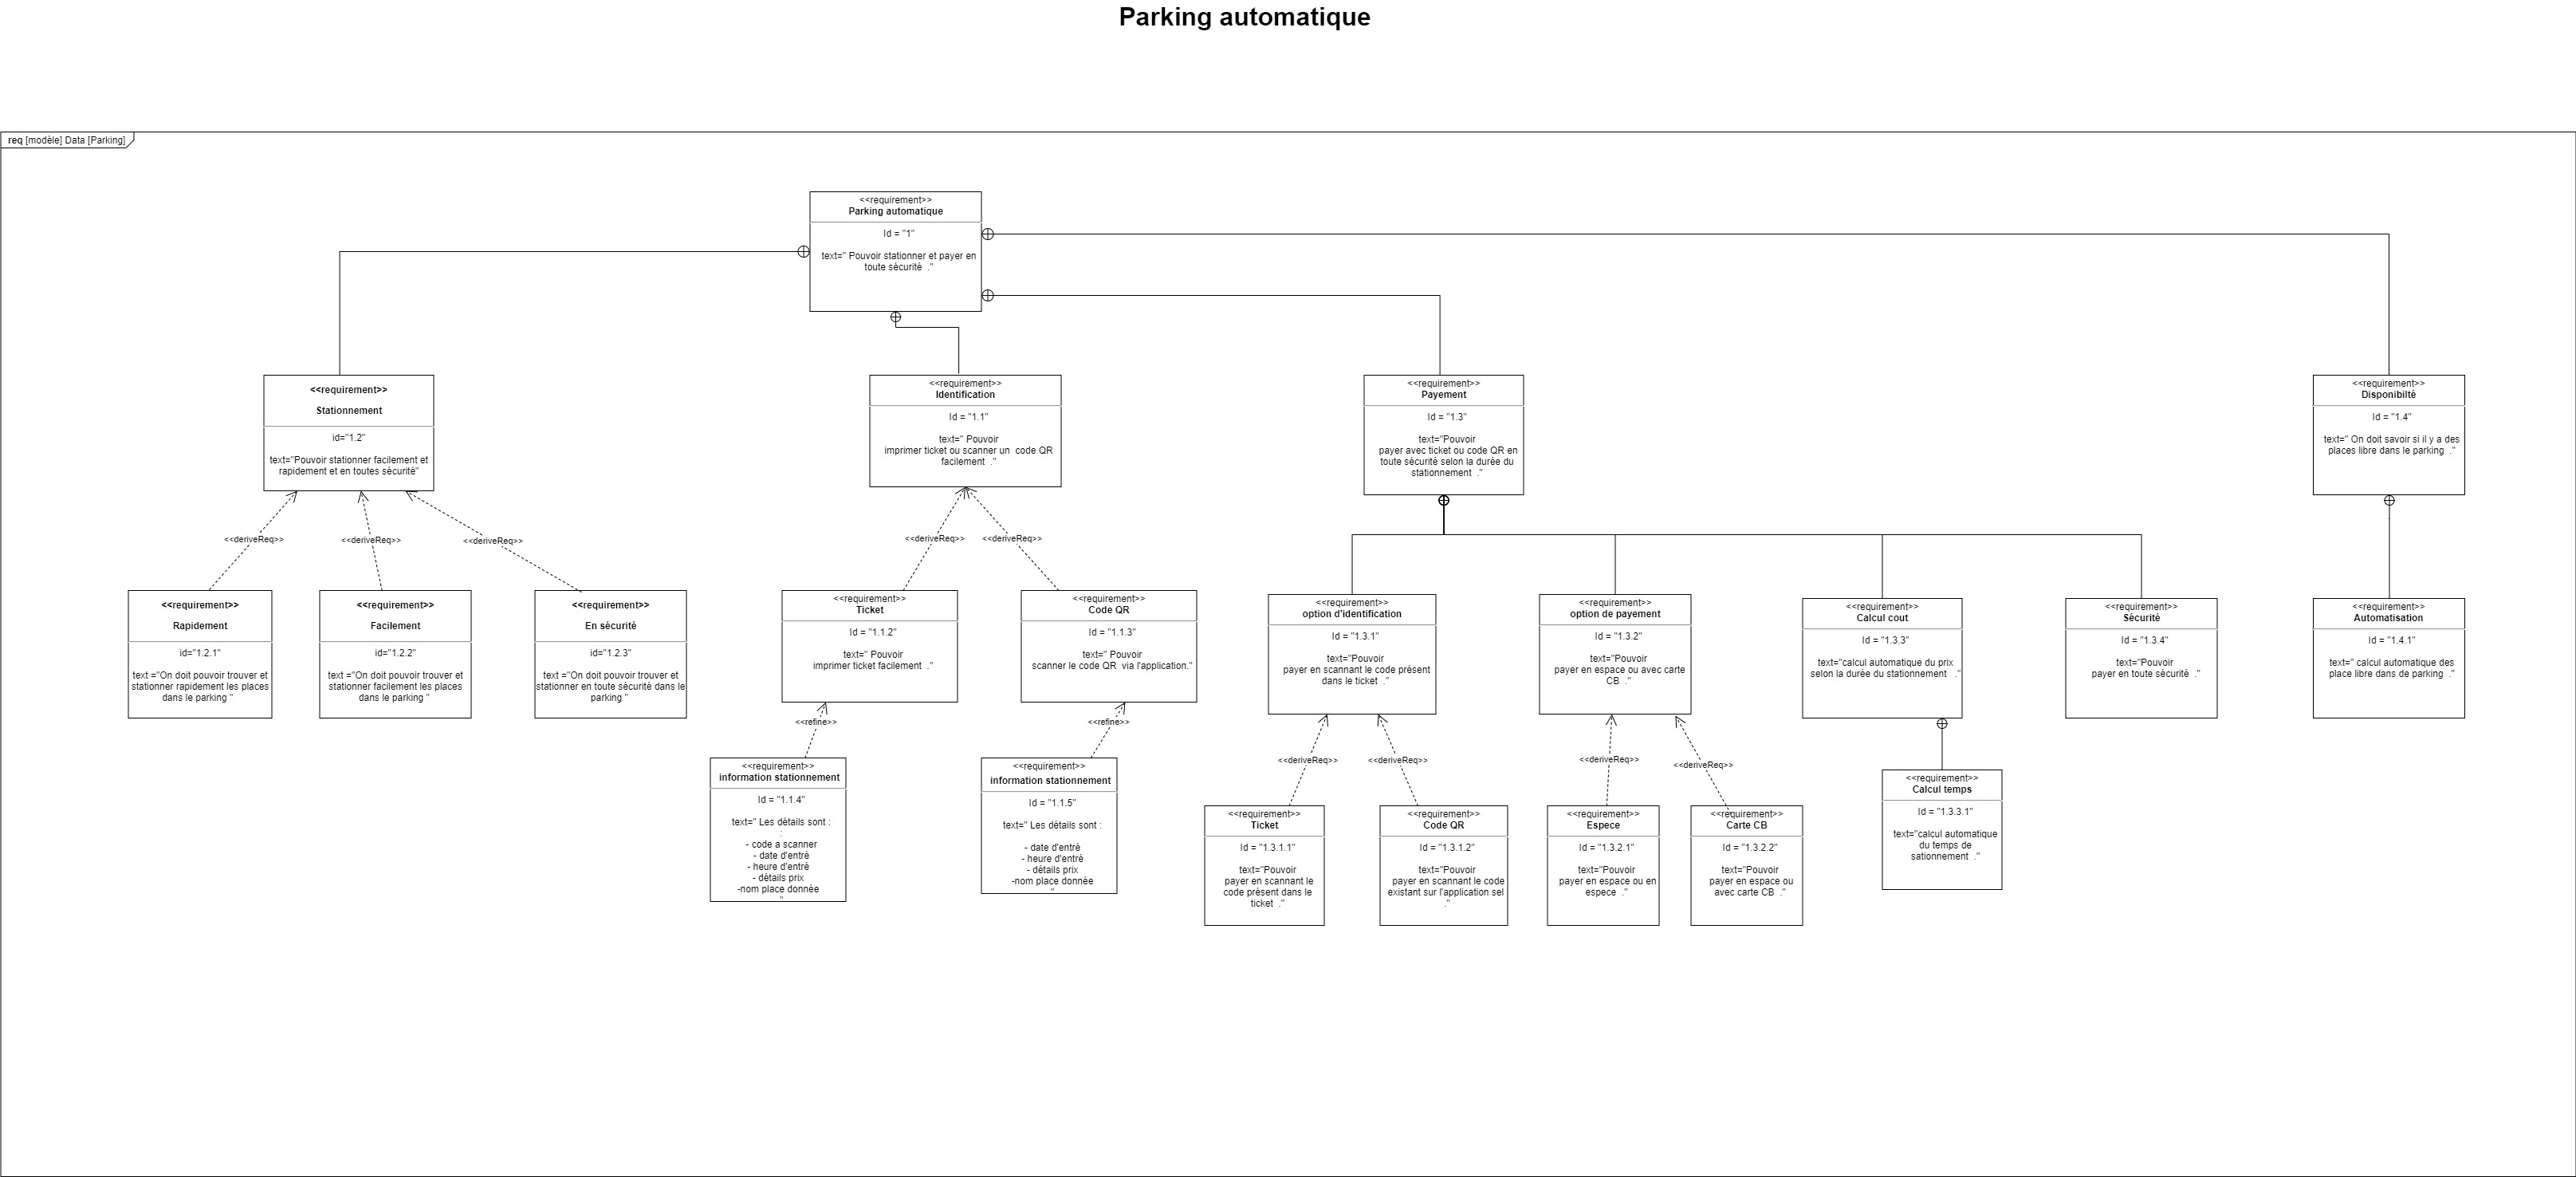 Parking automatique
req [modèle] Data [Parking]
<<requirement>>
Parking automatique
Id = "1"
text=" Pouvoir stationner et payer en
toute sécurité  ."
<<requirement>>
Stationnement
id="1.2"
text="Pouvoir stationner facilement et
rapidement et en toutes sécurité"
<<requirement>>
Identification
Id = "1.1"
text=" Pouvoir
imprimer ticket ou scanner un  code QR
facilement  ."
<<requirement>>
Payement
Id = "1.3"
text="Pouvoir
payer avec ticket ou code QR en
toute sécurité selon la durée du
stationnement  ."
<<requirement>>
Disponibilté
Id = "1.4"
text=" On doit savoir si il y a des
places libre dans le parking  ."
<<deriveReq>>
<<deriveReq>>
<<deriveReq>>
<<deriveReq>>
<<deriveReq>>
<<requirement>>
Rapidement
id="1.2.1"
text ="On doit pouvoir trouver et
stationner rapidement les places
dans le parking "
<<requirement>>
Facilement
id="1.2.2"
text ="On doit pouvoir trouver et
stationner facilement les places
dans le parking "
<<requirement>>
En sécurité
id="1.2.3"
text ="On doit pouvoir trouver et
stationner en toute sécurité dans le
parking "
<<requirement>>
Ticket
Id = "1.1.2"
text=" Pouvoir
imprimer ticket facilement  ."
<<requirement>>
Code QR
Id = "1.1.3"
text=" Pouvoir
scanner le code QR  via l'application."
<<requirement>>
option d'identification
Id = "1.3.1"
text="Pouvoir
payer en scannant le code présent
dans le ticket  ."
<<requirement>>
option de payement
Id = "1.3.2"
text="Pouvoir
payer en espace ou avec carte
CB  ."
<<requirement>>
Calcul cout
Id = "1.3.3"
text="calcul automatique du prix
selon la durée du stationnement  ."
<<requirement>>
Sécurité
Id = "1.3.4"
text="Pouvoir
payer en toute sécurité  ."
<<requirement>>
Automatisation
Id = "1.4.1"
text=" calcul automatique des
place libre dans de parking  ."
<<refine>>
<<refine>>
<<deriveReq>>
<<deriveReq>>
<<deriveReq>>
<<deriveReq>>
<<requirement>>
information stationnement
Id = "1.1.4"
text=" Les détails sont :
:
- code a scanner
- date d'entré
- heure d'entré
- détails prix
-nom place donnée
"
<<requirement>>
information stationnement
Id = "1.1.5"
text=" Les détails sont :
- date d'entré
- heure d'entré
- détails prix
-nom place donnée
"
<<requirement>>
Ticket
Id = "1.3.1.1"
text="Pouvoir
payer en scannant le
code présent dans le
ticket  ."
<<requirement>>
Code QR
Id = "1.3.1.2"
text="Pouvoir
payer en scannant le code
existant sur l'application sel
."
<<requirement>>
Espece
Id = "1.3.2.1"
text="Pouvoir
payer en espace ou en
espece  ."
<<requirement>>
Carte CB
Id = "1.3.2.2"
text="Pouvoir
payer en espace ou
avec carte CB  ."
<<requirement>>
Calcul temps
Id = "1.3.3.1"
text="calcul automatique
du temps de
sationnement  ."